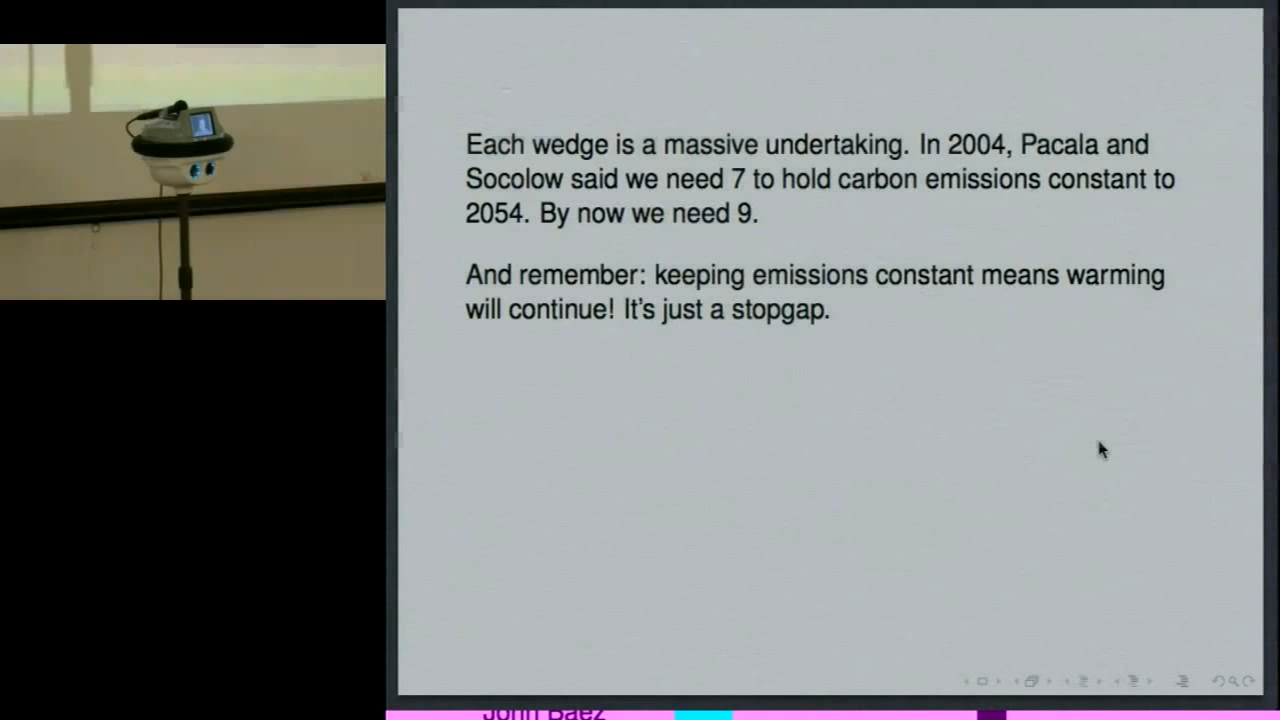 Each wedge is a massive undertaking. In 2004, Pacala and
Socolow said we need 7 to hold carbon emissions constant to
2054. By now we need 9.
And remember: keeping emissions constant means warming
will continue! It's just a stopgap.
John Baez